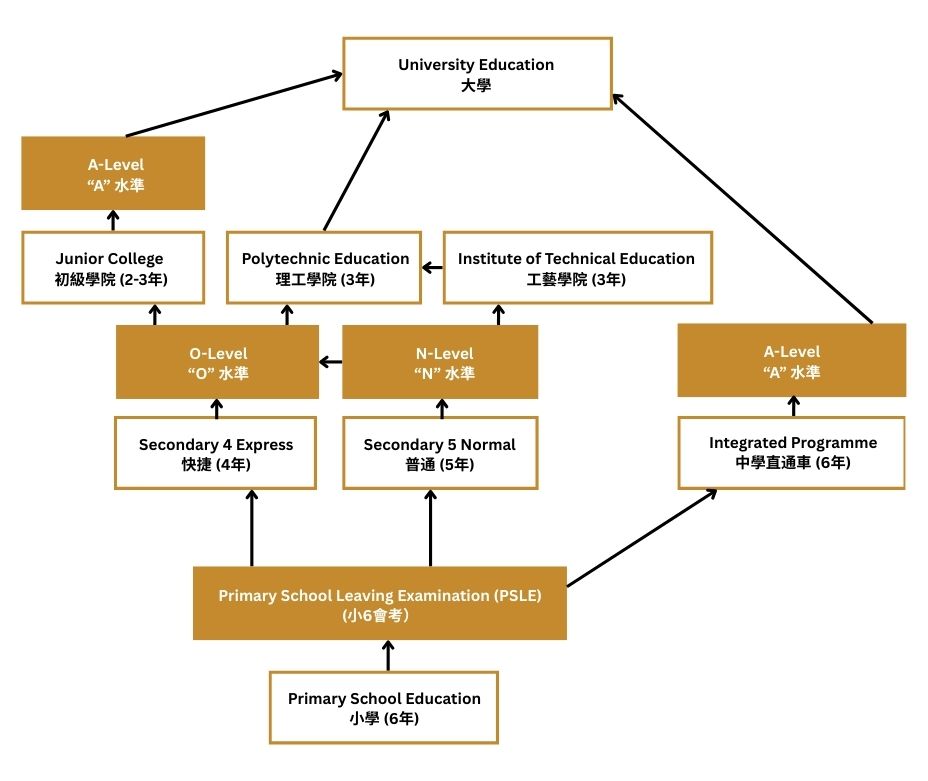 University Education
大學
A-Level
“A” 水準
Junior College
初級學院 (2-3年)
Polytechnic Education
理工學院 (3年)
Institute of Technical Education
工藝學院 (3年)
O-Level
“O” 水準
N-Level
“N” 水準
A-Level
“A” 水準
Secondary 4 Express
快捷 (4年)
Secondary 5 Normal
普通 (5年)
Integrated Programme
中學直通車 (6年)
Primary School Leaving Examination (PSLE)
(小6會考）
Primary School Education
小學 (6年)